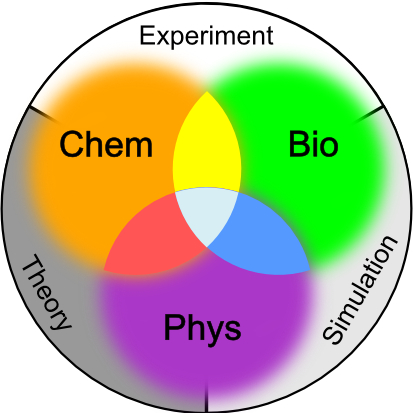 Experiment
Chem
Bio
Theory
Simulation
Phys